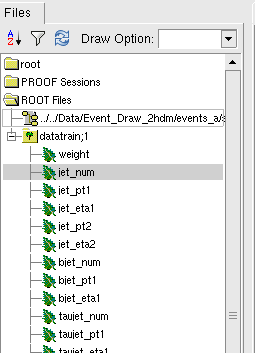 Files
Draw Option:
root
PROOF Sessions
ROOT Files
../../Data/Event_Draw_2hdm/events_a/s
datatrain;1
weight
jet_num
jet_pt1
jet_eta1
jet_pt2
jet_eta2
bjet_num
bjet_pt1
bjet_eta1
taujet_num
taujet_pt1
taujet_eta1